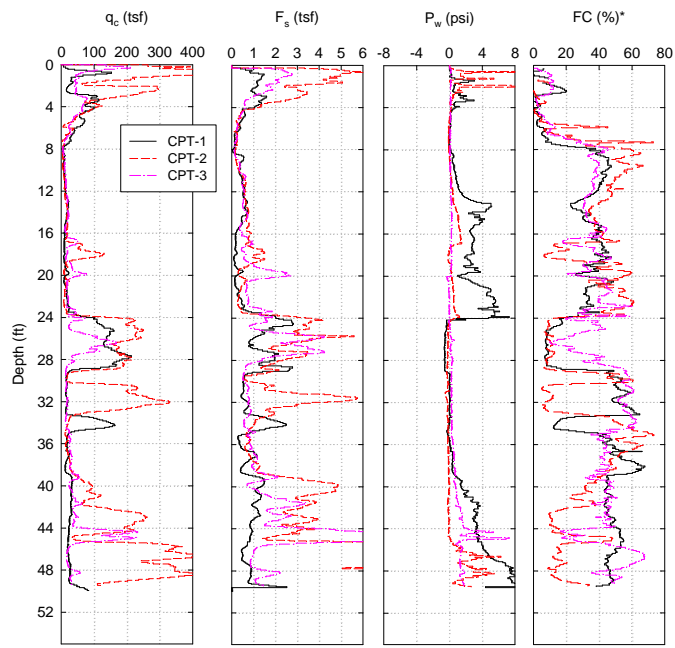 q_c (tsf)
F_s (tsf)
P_w (psi)
FC (%)*
0 100 200 300 400
0 1 2 3 4 5 6
-8 -4 0 4 8
0 20 40 60 80
0
4
8
12
16
20
24
28
32
36
40
44
48
52
Depth (ft)
CPT-1
CPT-2
CPT-3